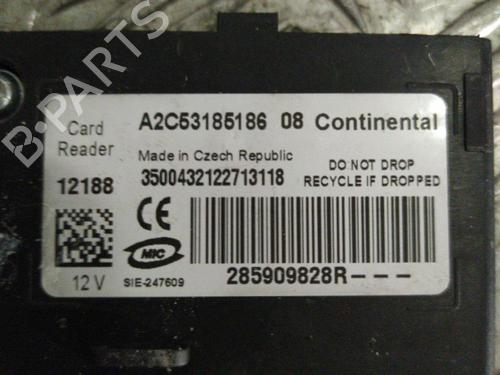 B-PARTS
Card Reader
A2C53185186 08 Continental
Made in Czech Republic
12188
3500432122713118
DO NOT DROP
RECYCLE IF DROPPED
CE
MIC
12 V
SIE-247609
285909828R---